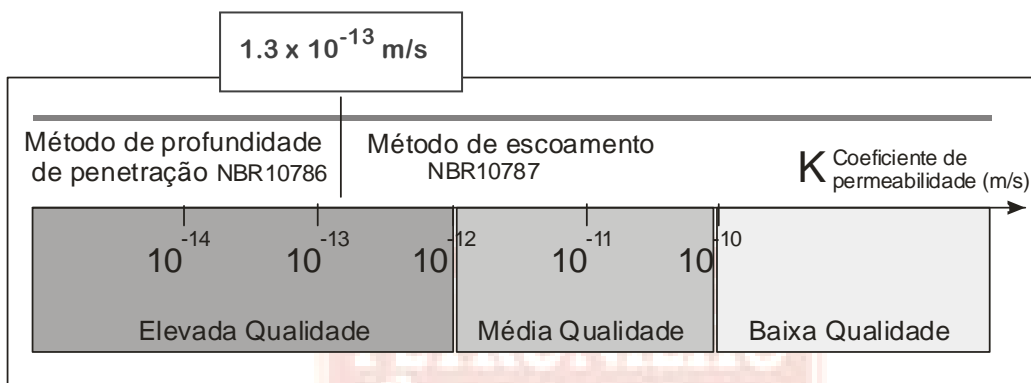 1.3 x 10-13 m/s
Método de profundidade
de penetração NBR10786
Método de escoamento
NBR10787
K Coeficiente de
permeabilidade (m/s)
10-14 10-13 10-12 10-11 10-10
Elevada Qualidade Média Qualidade Baixa Qualidade